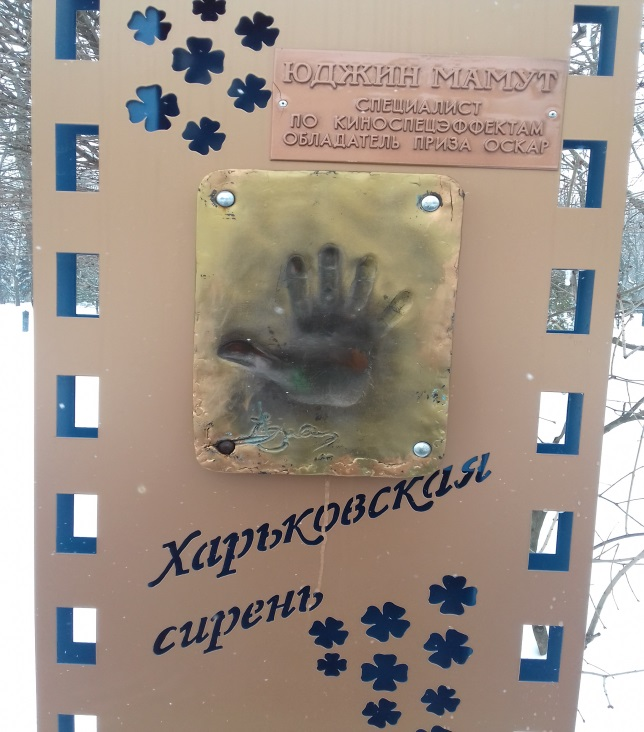 ЮДЖИН МАМУТ
СПЕЦИАЛИСТ
ПО КИНОСПЕЦЭФФЕКТАМ
ОБЛАДАТЕЛЬ ПРИЗА ОСКАР
Харьковская
сирень